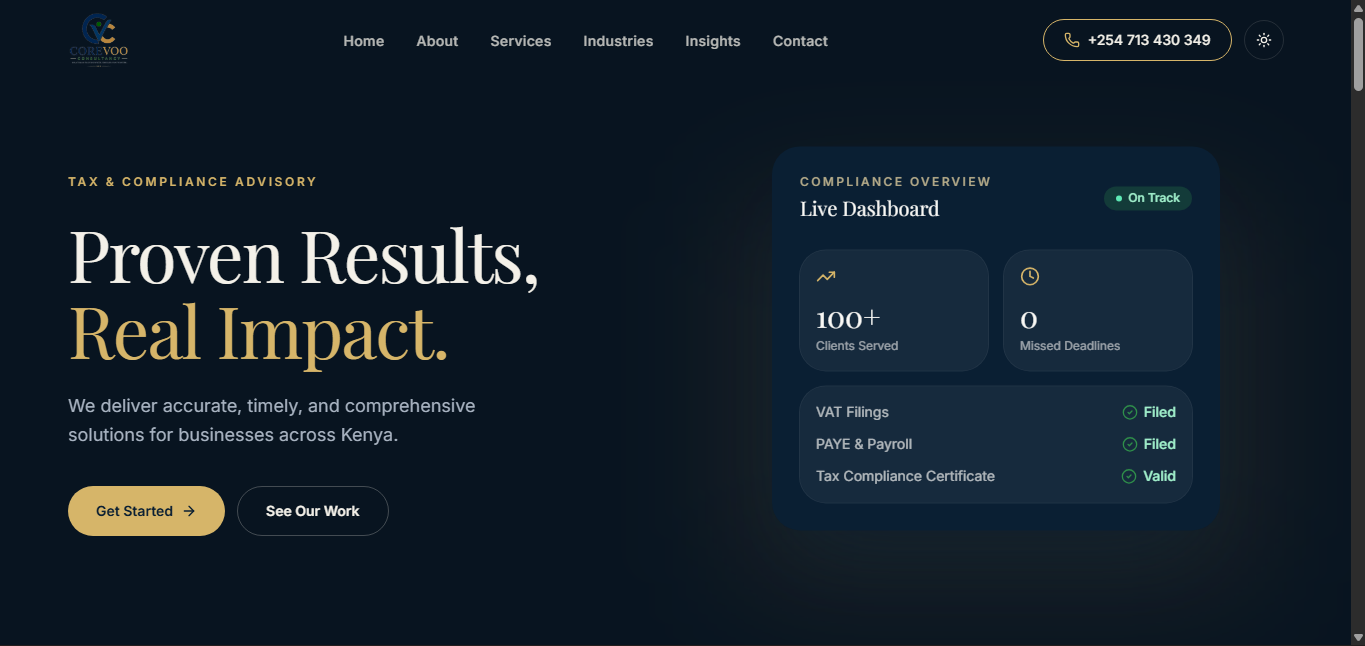 COREVOO
CONSULTANCY
Home
About
Services
Industries
Insights
Contact
+254 713 430 349
TAX & COMPLIANCE ADVISORY
Proven Results,
Real Impact.
We deliver accurate, timely, and comprehensive
solutions for businesses across Kenya.
Get Started
See Our Work
COMPLIANCE OVERVIEW
Live Dashboard
On Track
100+
Clients Served
0
Missed Deadlines
VAT Filings
Filed
PAYE & Payroll
Filed
Tax Compliance Certificate
Valid